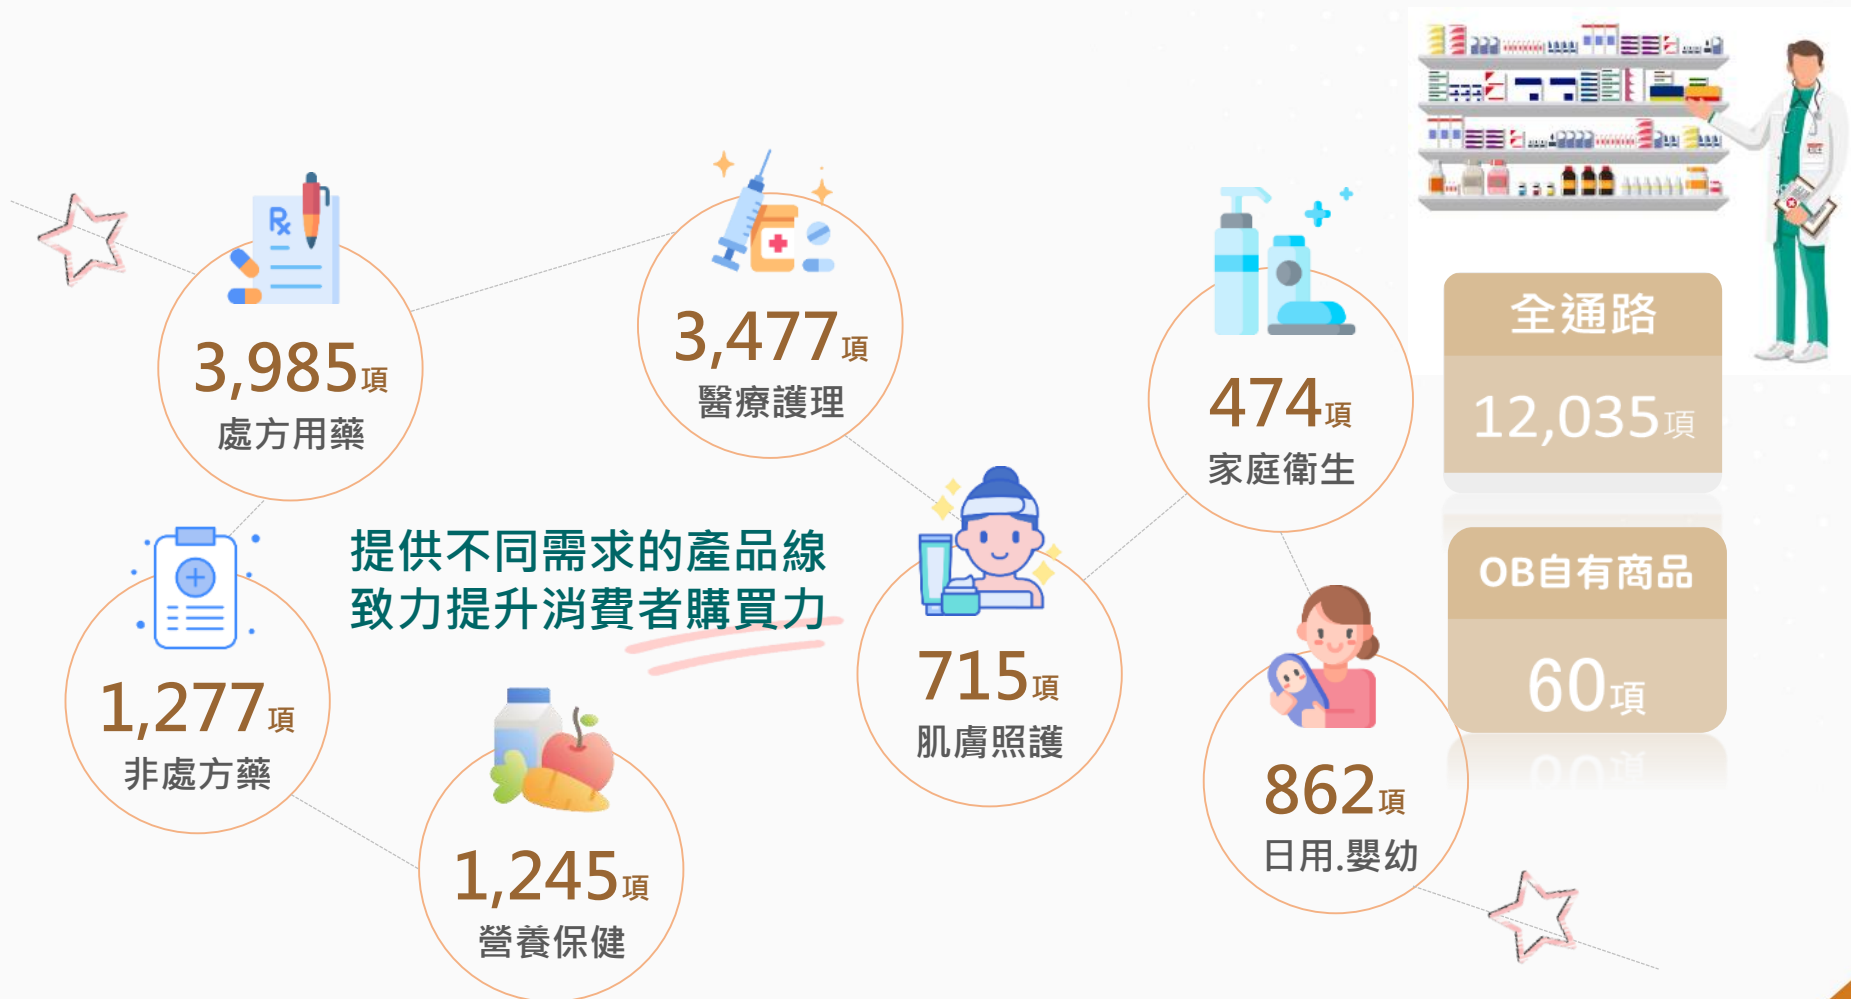 3,985項
處方用藥
3,477項
醫療護理
474項
家庭衛生
全通路
12,035項
提供不同需求的產品線
致力提升消費者購買力
OB自有商品
60項
1,277項
非處方藥
715項
肌膚照護
862項
日用.嬰幼
1,245項
營養保健
Rx